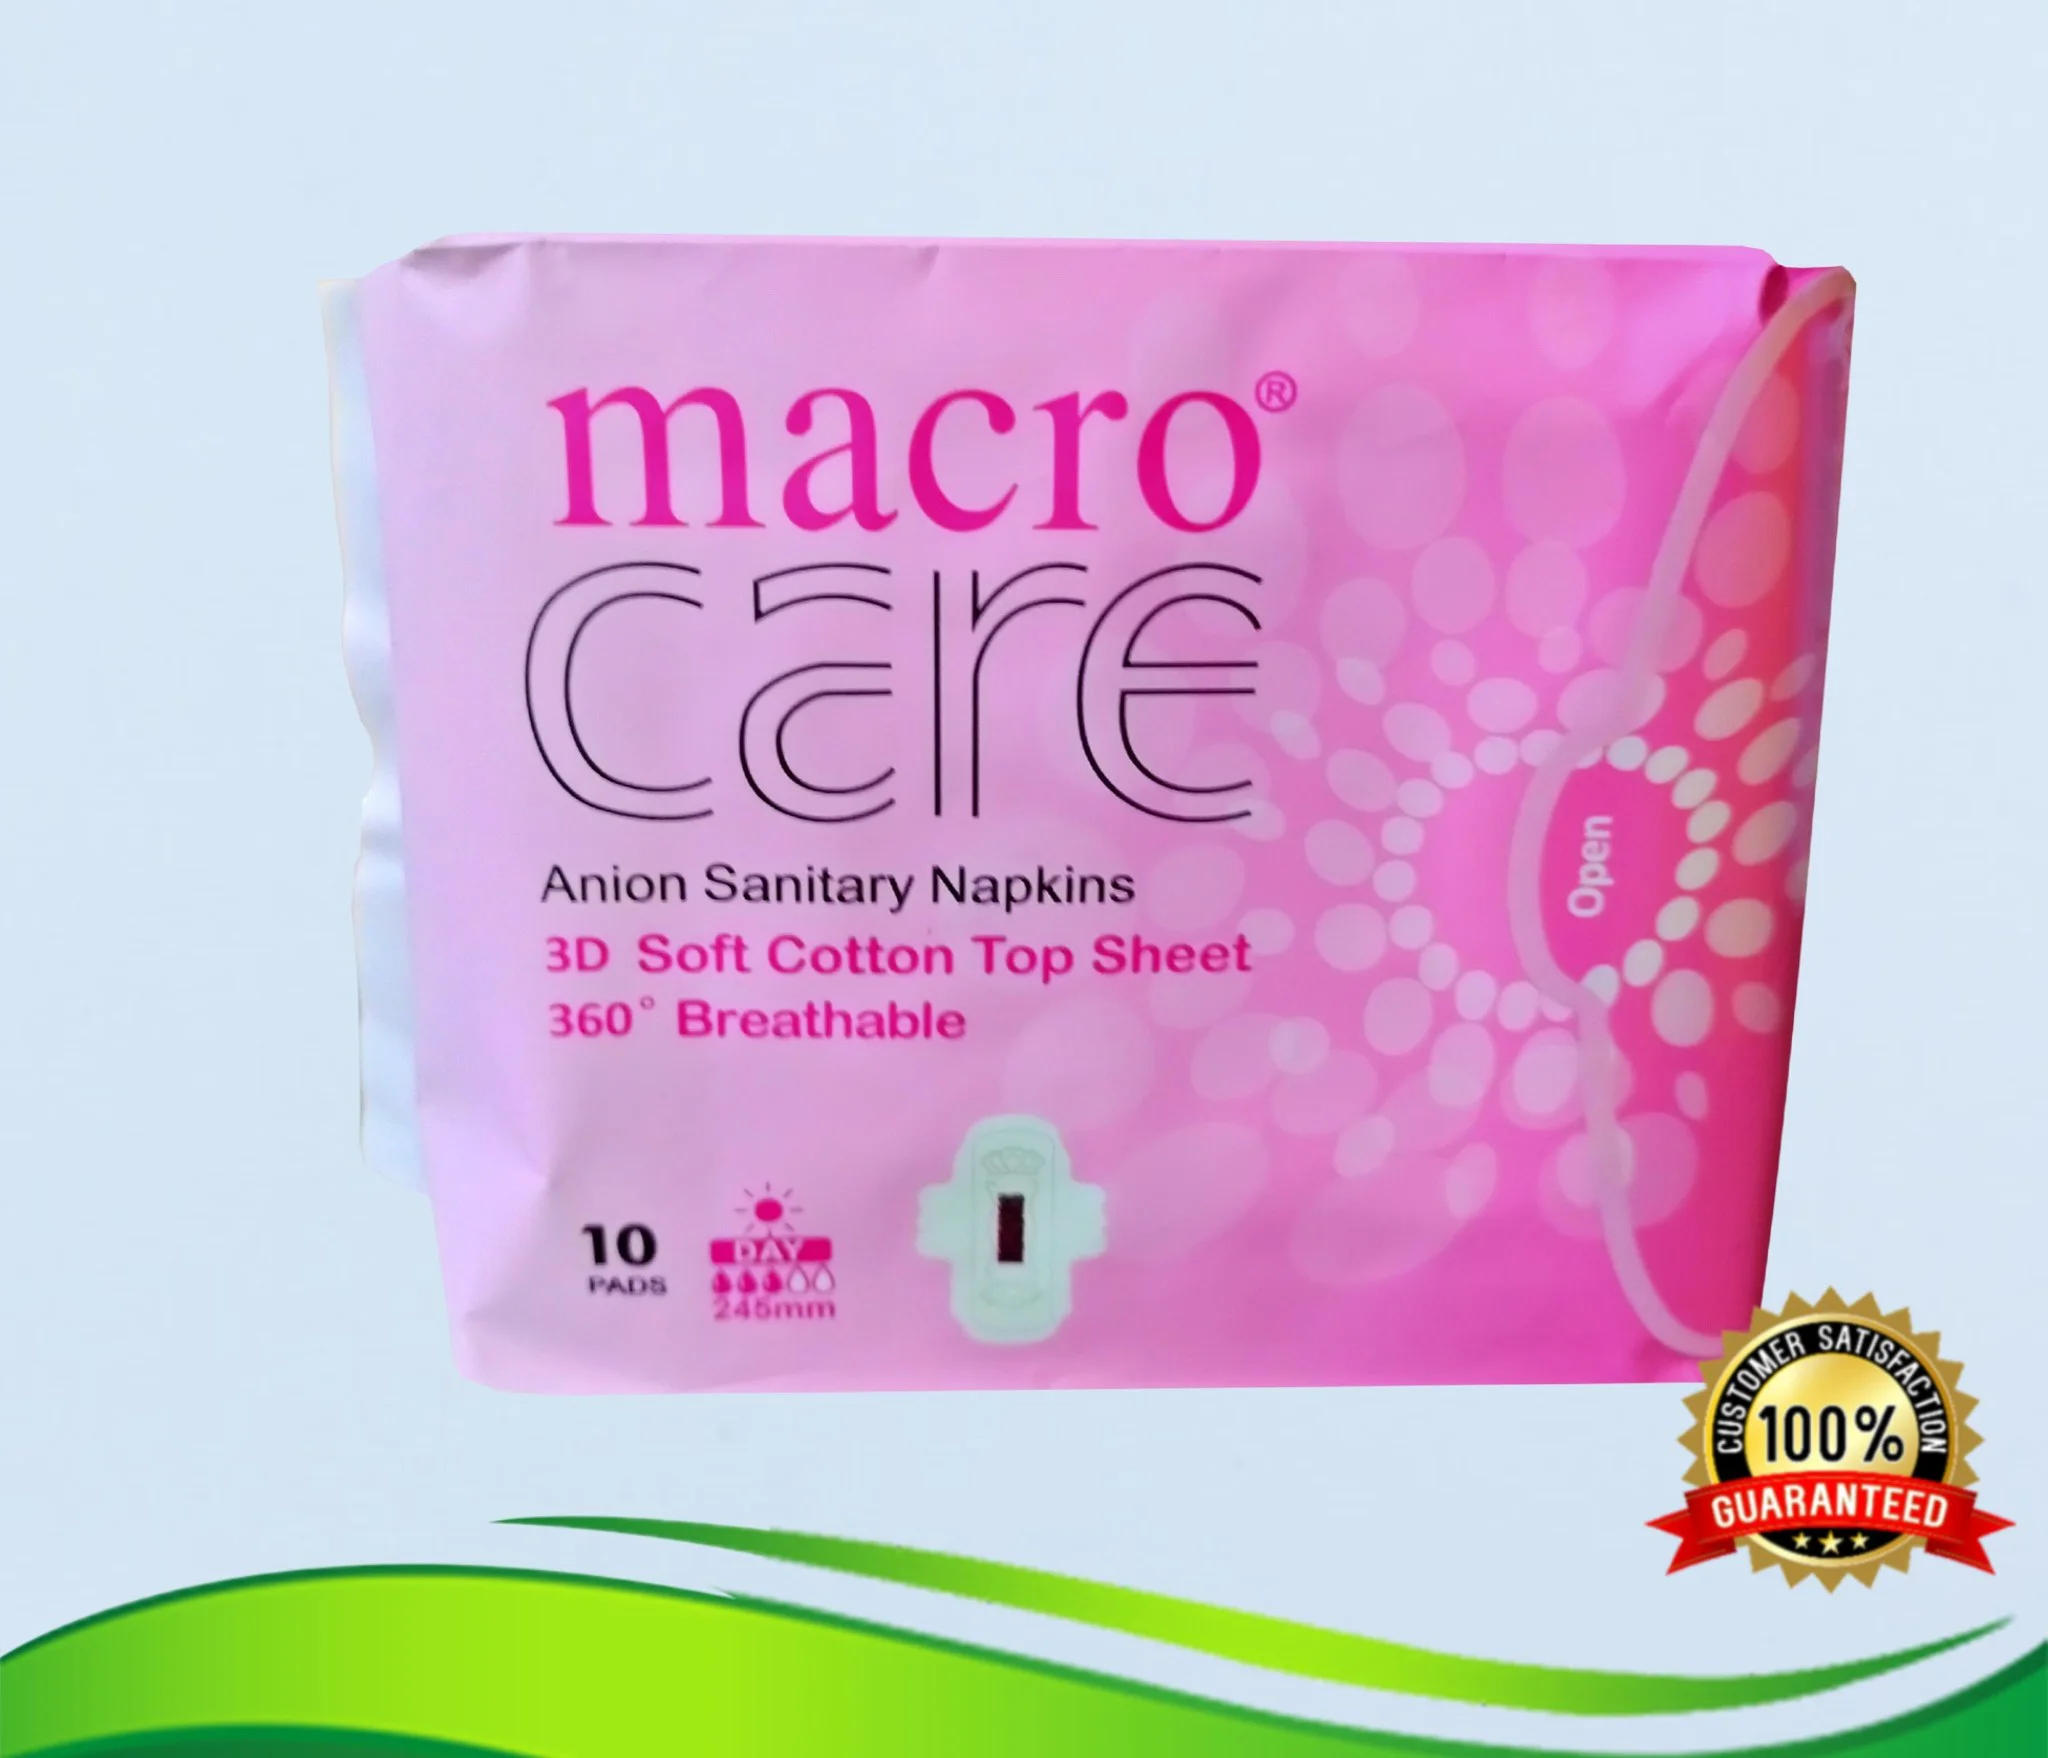 macro®
care
Anion Sanitary Napkins
3D Soft Cotton Top Sheet
360° Breathable
Open
10
PADS
DAY
245mm
CUSTOMER SATISFACTION
100%
GUARANTEED